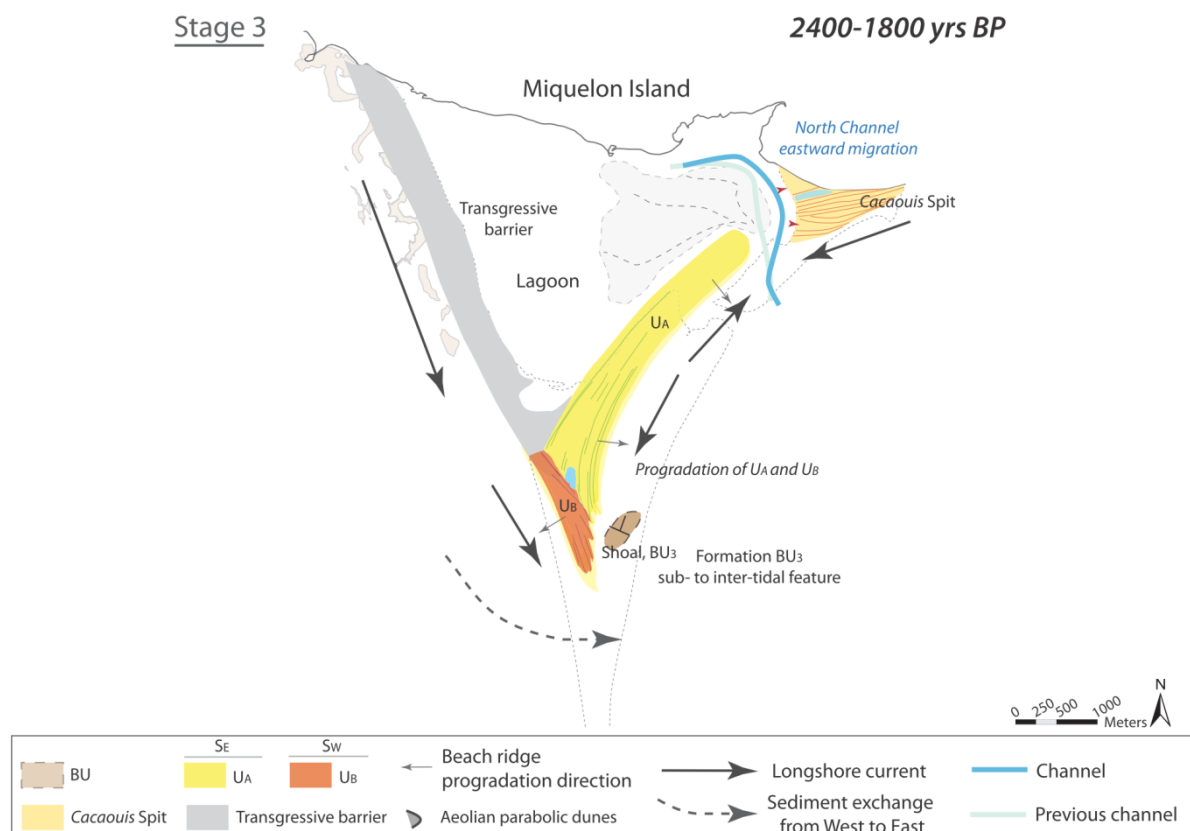 Stage 3
2400-1800 yrs BP
Miquelon Island
North Channel
eastward migration
Cacaouis Spit
Transgressive
barrier
Lagoon
UA
Progradation of UA and UB
UB
Shoal, BU3
Formation BU3
sub- to inter-tidal feature
N
0 250 500 1000
Meters
SE SW
BU
UA
UB
Beach ridge
progradation direction
Longshore current
Channel
Cacaouis Spit
Transgressive barrier
Aeolian parabolic dunes
Sediment exchange
from West to East
Previous channel